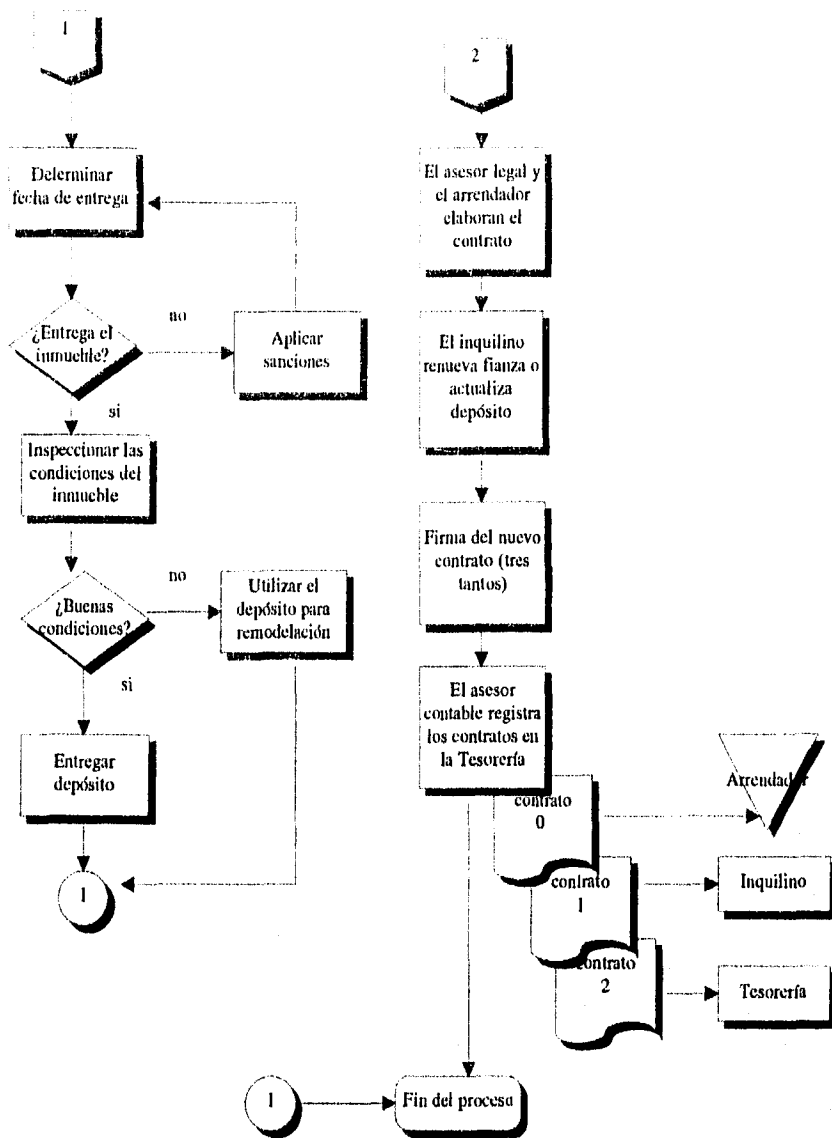 1
Determinar
fecha de entrega
¿Entrega el
inmueble?
no
Aplicar
sanciones
si
Inspeccionar las
condiciones del
inmueble
¿Buenas
condiciones?
no
Utilizar el
depósito para
remodelación
si
Entregar
depósito
1
2
El asesor legal y
el arrendador
elaboran el
contrato
El inquilino
renueva fianza o
actualiza
depósito
Firma del nuevo
contrato (tres
tantos)
El asesor
contable registra
los contratos en
la Tesorería
contrato
0
Arrendador
contrato
1
Inquilino
contrato
2
Tesorería
1
Fin del proceso